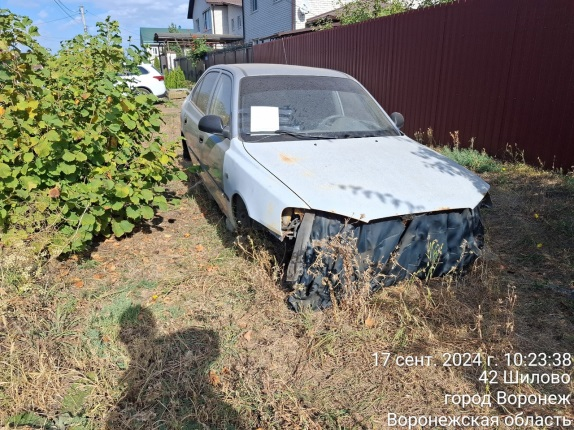 17 сент. 2024 г. 10:23:38
42 Шилово
город Воронеж
Воронежская область